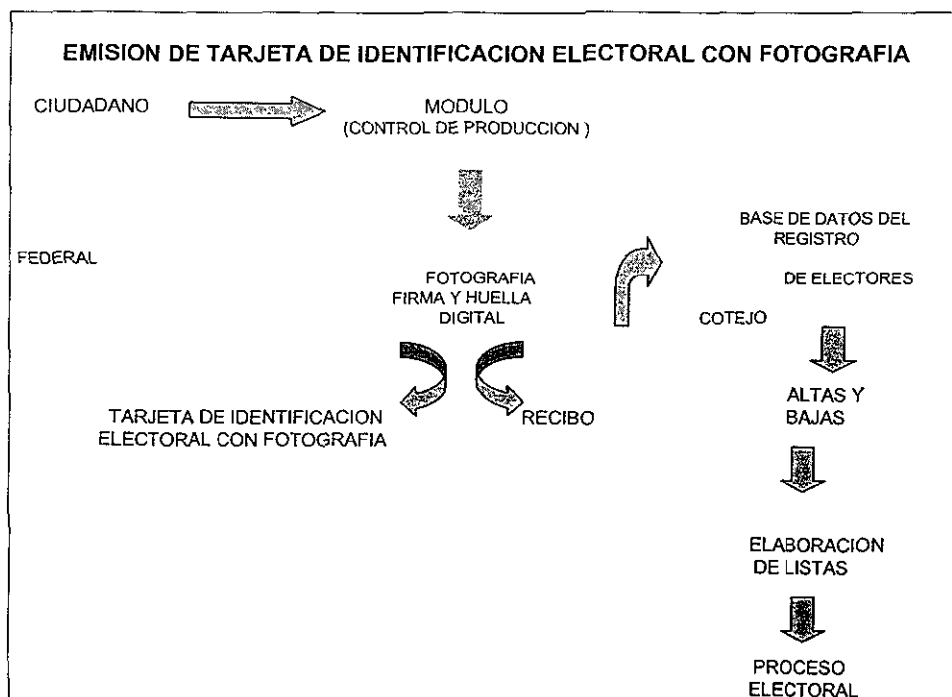 EMISION DE TARJETA DE IDENTIFICACION ELECTORAL CON FOTOGRAFIA
CIUDADANO
MODULO
(CONTROL DE PRODUCCION )
FEDERAL
FOTOGRAFIA
FIRMA Y HUELLA
DIGITAL
TARJETA DE IDENTIFICACION
ELECTORAL CON FOTOGRAFIA
RECIBO
BASE DE DATOS DEL
REGISTRO
DE ELECTORES
COTEJO
ALTAS Y
BAJAS
ELABORACION
DE LISTAS
PROCESO
ELECTORAL